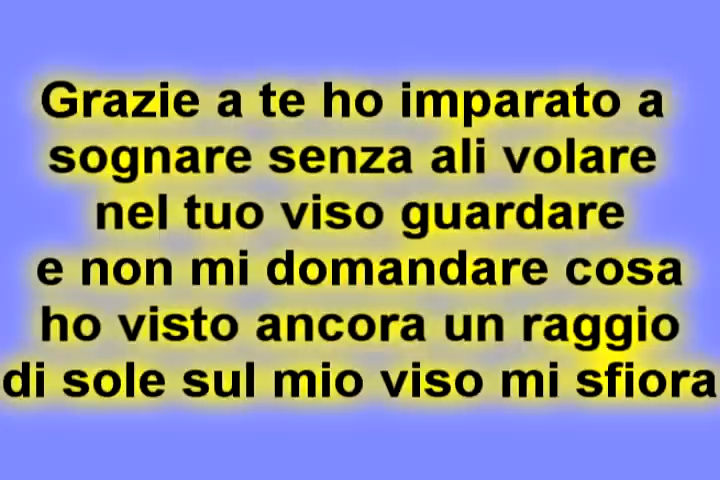 Grazie a te ho imparato a
sognare senza ali volare
nel tuo viso guardare
e non mi domandare cosa
ho visto ancora un raggio
di sole sul mio viso mi sfiora